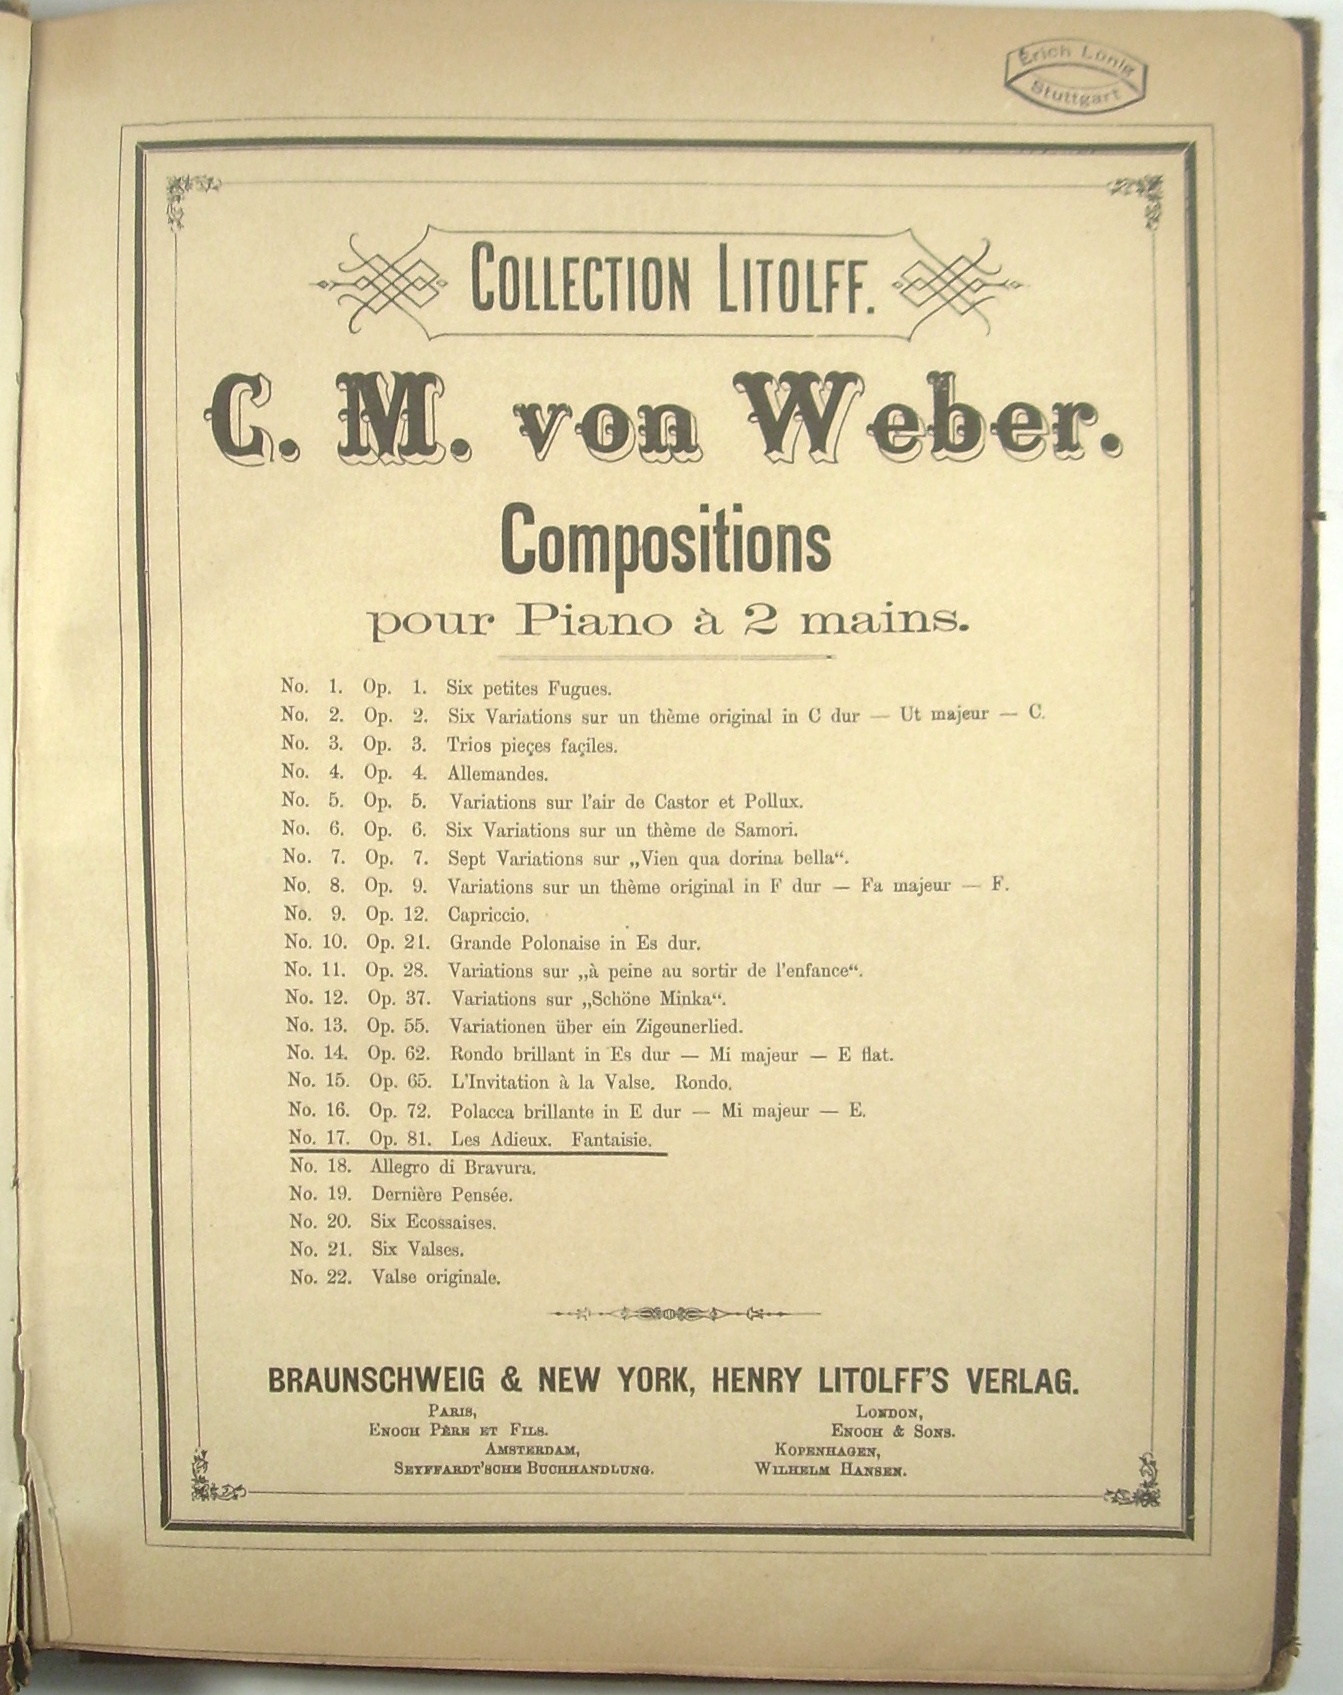 Erich Lönig
Stuttgart
COLLECTION LITOLFF.
C. M. von Weber.
Compositions
pour Piano à 2 mains.
No. 1. Op. 1. Six petites Fugues.
No. 2. Op. 2. Six Variations sur un thème original in C dur — Ut majeur — C.
No. 3. Op. 3. Trios pieçes façiles.
No. 4. Op. 4. Allemandes.
No. 5. Op. 5. Variations sur l'air de Castor et Pollux.
No. 6. Op. 6. Six Variations sur un thème de Samori.
No. 7. Op. 7. Sept Variations sur „Vien qua dorina bella“.
No. 8. Op. 9. Variations sur un thème original in F dur — Fa majeur — F.
No. 9. Op. 12. Capriccio.
No. 10. Op. 21. Grande Polonaise in Es dur.
No. 11. Op. 28. Variations sur „à peine au sortir de l'enfance“.
No. 12. Op. 37. Variations sur „Schöne Minka“.
No. 13. Op. 55. Variationen über ein Zigeunerlied.
No. 14. Op. 62. Rondo brillant in Es dur — Mi majeur — E flat.
No. 15. Op. 65. L'Invitation à la Valse. Rondo.
No. 16. Op. 72. Polacca brillante in E dur — Mi majeur — E.
No. 17. Op. 81. Les Adieux. Fantaisie.
No. 18. Allegro di Bravura.
No. 19. Dernière Pensée.
No. 20. Six Ecossaises.
No. 21. Six Valses.
No. 22. Valse originale.
BRAUNSCHWEIG & NEW YORK, HENRY LITOLFF'S VERLAG.
PARIS,
ENOCH PÈRE ET FILS.
AMSTERDAM,
SEYFFARDT'SCHE BUCHHANDLUNG.
LONDON,
ENOCH & SONS.
KOPENHAGEN,
WILHELM HANSEN.